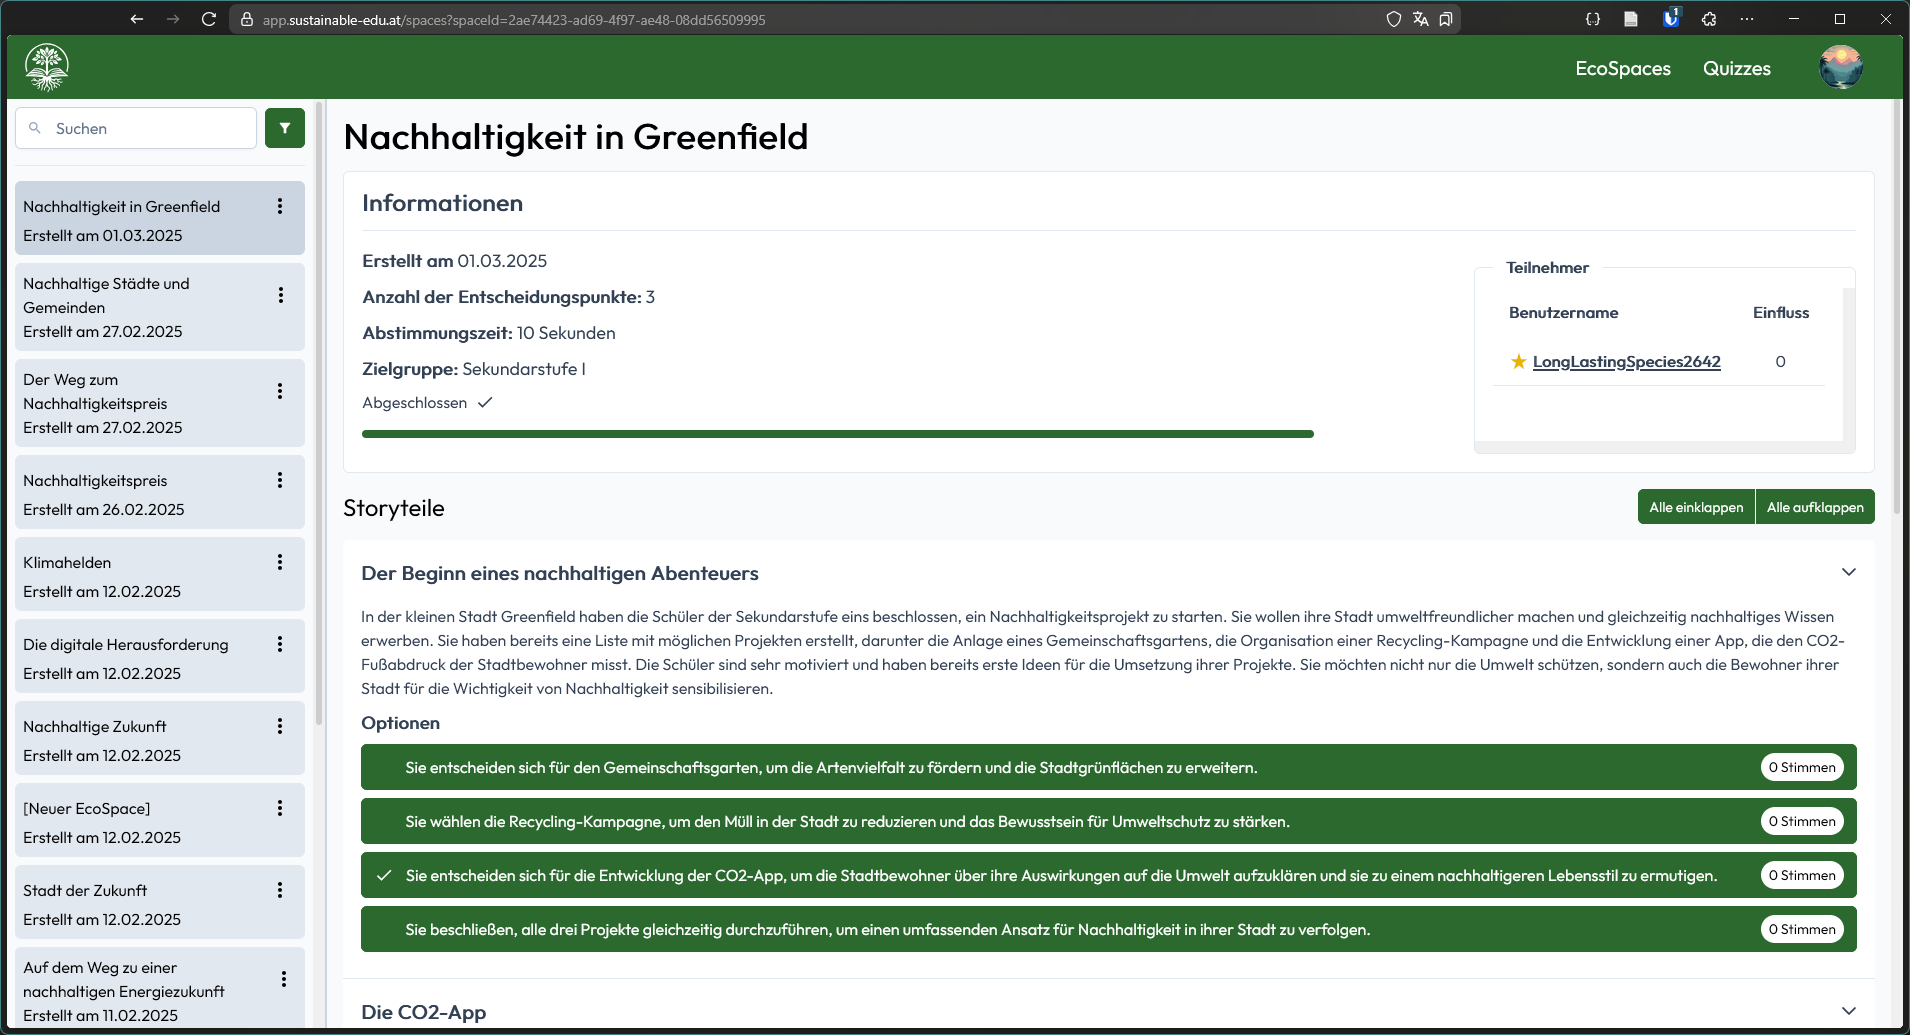 app.sustainable-edu.at/spaces?spaceId=2ae74423-ad69-4f97-ae48-08dd56509995
1
EcoSpaces
Quizzes
Suchen
Nachhaltigkeit in Greenfield
Erstellt am 01.03.2025
Nachhaltige Städte und
Gemeinden
Erstellt am 27.02.2025
Der Weg zum
Nachhaltigkeitspreis
Erstellt am 27.02.2025
Nachhaltigkeitspreis
Erstellt am 26.02.2025
Klimahelden
Erstellt am 12.02.2025
Die digitale Herausforderung
Erstellt am 12.02.2025
Nachhaltige Zukunft
Erstellt am 12.02.2025
[Neuer EcoSpace]
Erstellt am 12.02.2025
Stadt der Zukunft
Erstellt am 12.02.2025
Auf dem Weg zu einer
nachhaltigen Energiezukunft
Erstellt am 11.02.2025
Nachhaltigkeit in Greenfield
Informationen
Erstellt am 01.03.2025
Anzahl der Entscheidungspunkte: 3
Abstimmungszeit: 10 Sekunden
Zielgruppe: Sekundarstufe I
Abgeschlossen
Teilnehmer
Benutzername Einfluss
LongLastingSpecies2642 0
Storyteile
Alle einklappen
Alle aufklappen
Der Beginn eines nachhaltigen Abenteuers
In der kleinen Stadt Greenfield haben die Schüler der Sekundarstufe eins beschlossen, ein Nachhaltigkeitsprojekt zu starten. Sie wollen ihre Stadt umweltfreundlicher machen und gleichzeitig nachhaltiges Wissen
erwerben. Sie haben bereits eine Liste mit möglichen Projekten erstellt, darunter die Anlage eines Gemeinschaftsgartens, die Organisation einer Recycling-Kampagne und die Entwicklung einer App, die den CO2-
Fußabdruck der Stadtbewohner misst. Die Schüler sind sehr motiviert und haben bereits erste Ideen für die Umsetzung ihrer Projekte. Sie möchten nicht nur die Umwelt schützen, sondern auch die Bewohner ihrer
Stadt für die Wichtigkeit von Nachhaltigkeit sensibilisieren.
Optionen
Sie entscheiden sich für den Gemeinschaftsgarten, um die Artenvielfalt zu fördern und die Stadtgrünflächen zu erweitern. 0 Stimmen
Sie wählen die Recycling-Kampagne, um den Müll in der Stadt zu reduzieren und das Bewusstsein für Umweltschutz zu stärken. 0 Stimmen
Sie entscheiden sich für die Entwicklung der CO2-App, um die Stadtbewohner über ihre Auswirkungen auf die Umwelt aufzuklären und sie zu einem nachhaltigeren Lebensstil zu ermutigen. 0 Stimmen
Sie beschließen, alle drei Projekte gleichzeitig durchzuführen, um einen umfassenden Ansatz für Nachhaltigkeit in ihrer Stadt zu verfolgen. 0 Stimmen
Die CO2-App